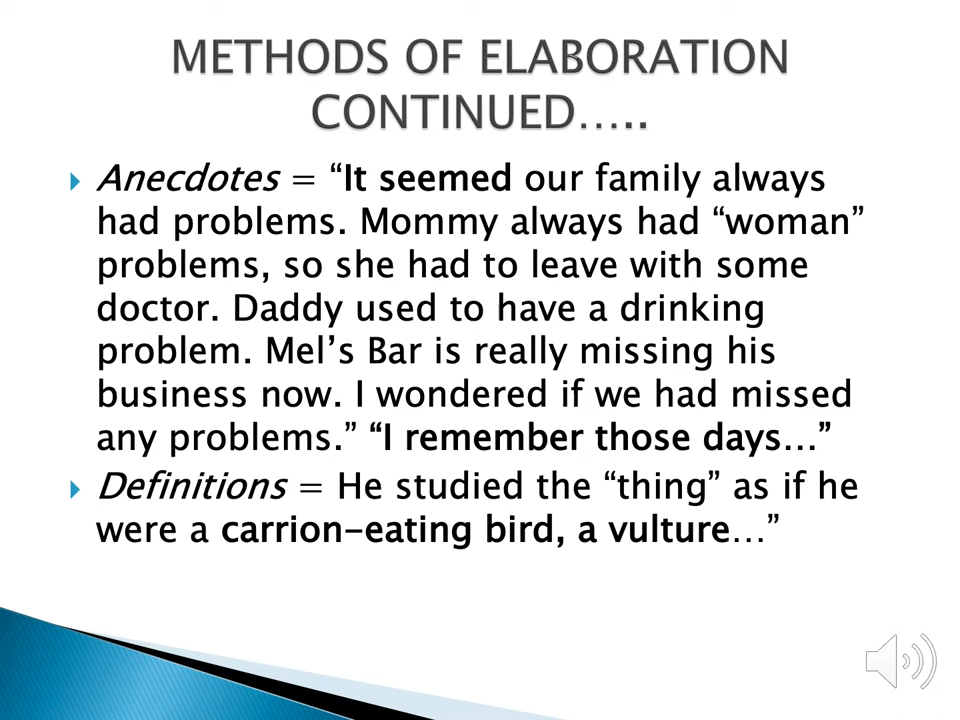 METHODS OF ELABORATION
CONTINUED…..
Anecdotes = “It seemed our family always
had problems. Mommy always had “woman”
problems, so she had to leave with some
doctor. Daddy used to have a drinking
problem. Mel’s Bar is really missing his
business now. I wondered if we had missed
any problems.” “I remember those days…”
Definitions = He studied the “thing” as if he
were a carrion-eating bird, a vulture…”